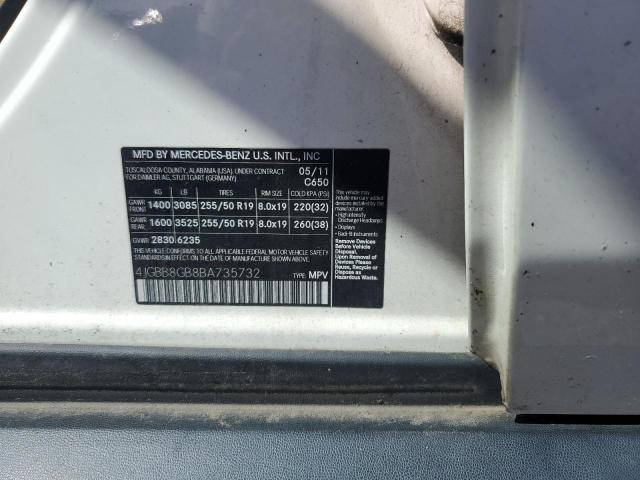 MFD BY MERCEDES-BENZ U.S. INTL., INC
TUSCALOOSA COUNTY, ALABAMA (USA), UNDER CONTRACT 05/11
FOR DAIMLER AG, STUTTGART (GERMANY) C650
KG LB TIRES RIM SIZE COLD KPA (PSI)
GAWR FRONT 1400 3085 255/50 R19 8.0x19 220(32)
GAWR REAR: 1600 3525 255/50 R19 8.0x19 260(38)
GVWR 2830 6235
THIS VEHICLE CONFORMS TO ALL APPLICABLE FEDERAL MOTOR VEHICLE SAFETY
STANDARDS IN EFFECT ON THE DATE OF MANUFACTURE SHOWN ABOVE.
4JGBB8GB8BA735732 TYPE: MPV
This vehicle may
include mercury-
added devices
installed by the
manufacturer:
• High-Intensity
Discharge Headlamps
• Displays
• Back-lit Instruments
Remove Devices
Before Vehicle
Disposal.
Upon Removal of
Devices Please
Reuse, Recycle or
Dispose as
Hazardous Waste.